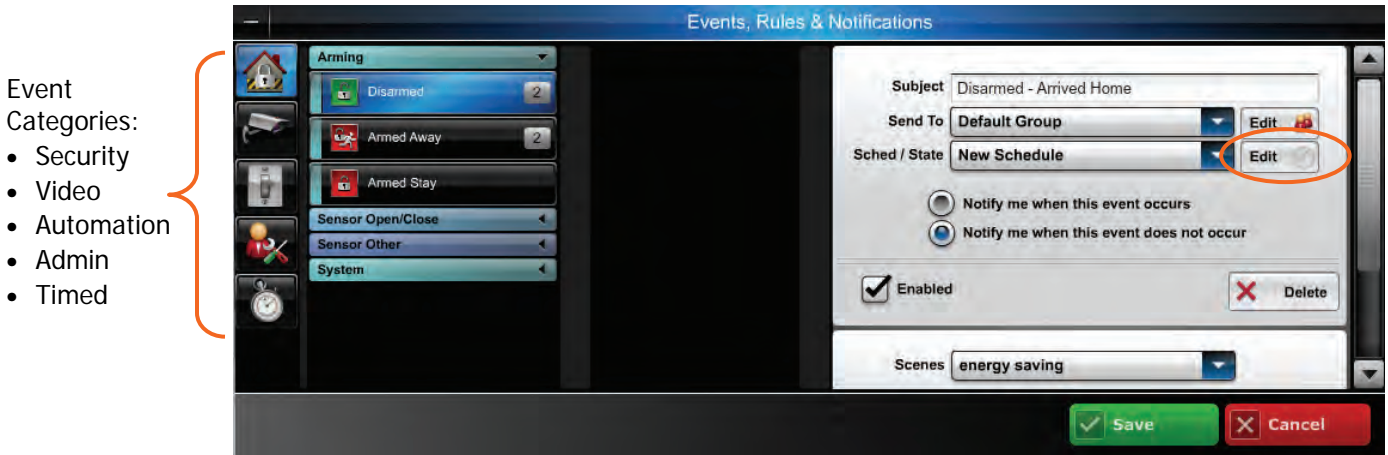 Events, Rules & Notifications
Event
Categories:
• Security
• Video
• Automation
• Admin
• Timed
Arming
Disarmed 2
Armed Away 2
Armed Stay
Sensor Open/Close
Sensor Other
System
Subject Disarmed - Arrived Home
Send To Default Group Edit
Sched / State New Schedule Edit
Notify me when this event occurs
Notify me when this event does not occur
Enabled
Delete
Scenes energy saving
Save Cancel